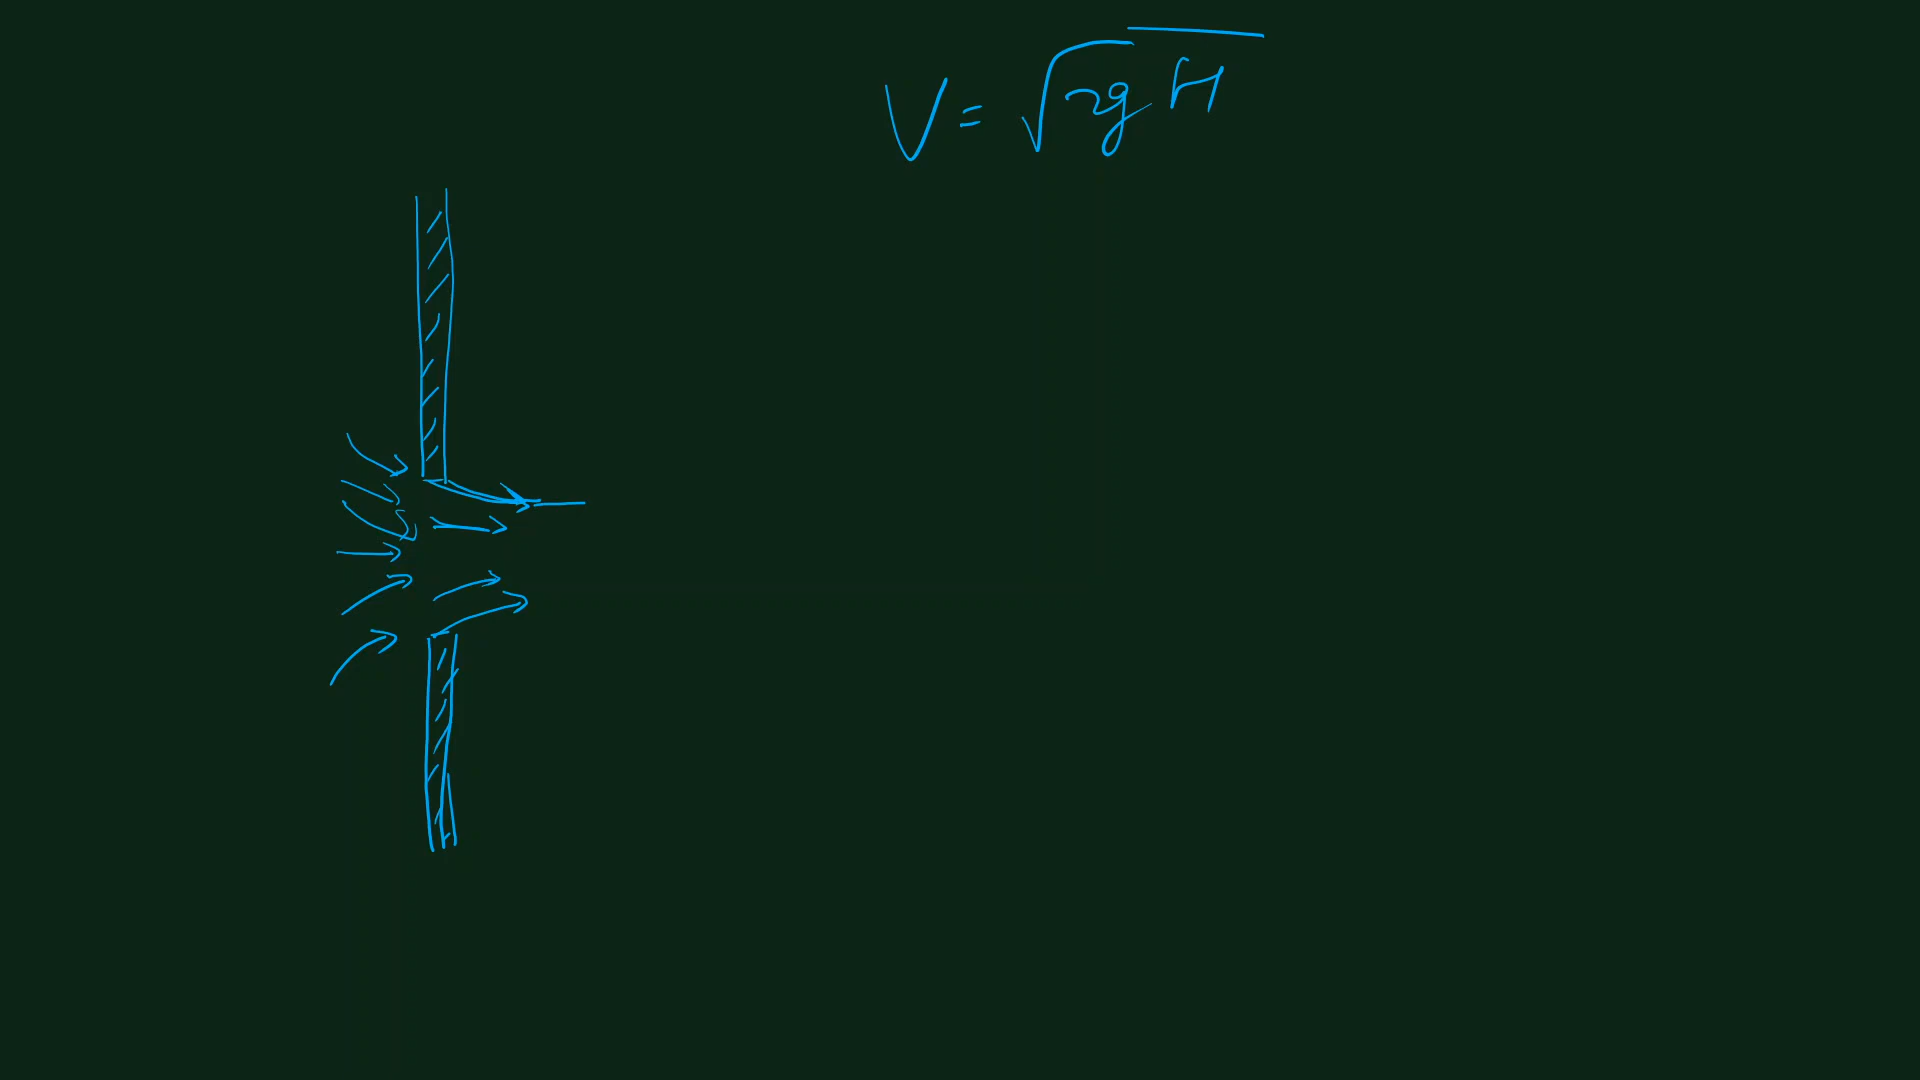 V = √2gH